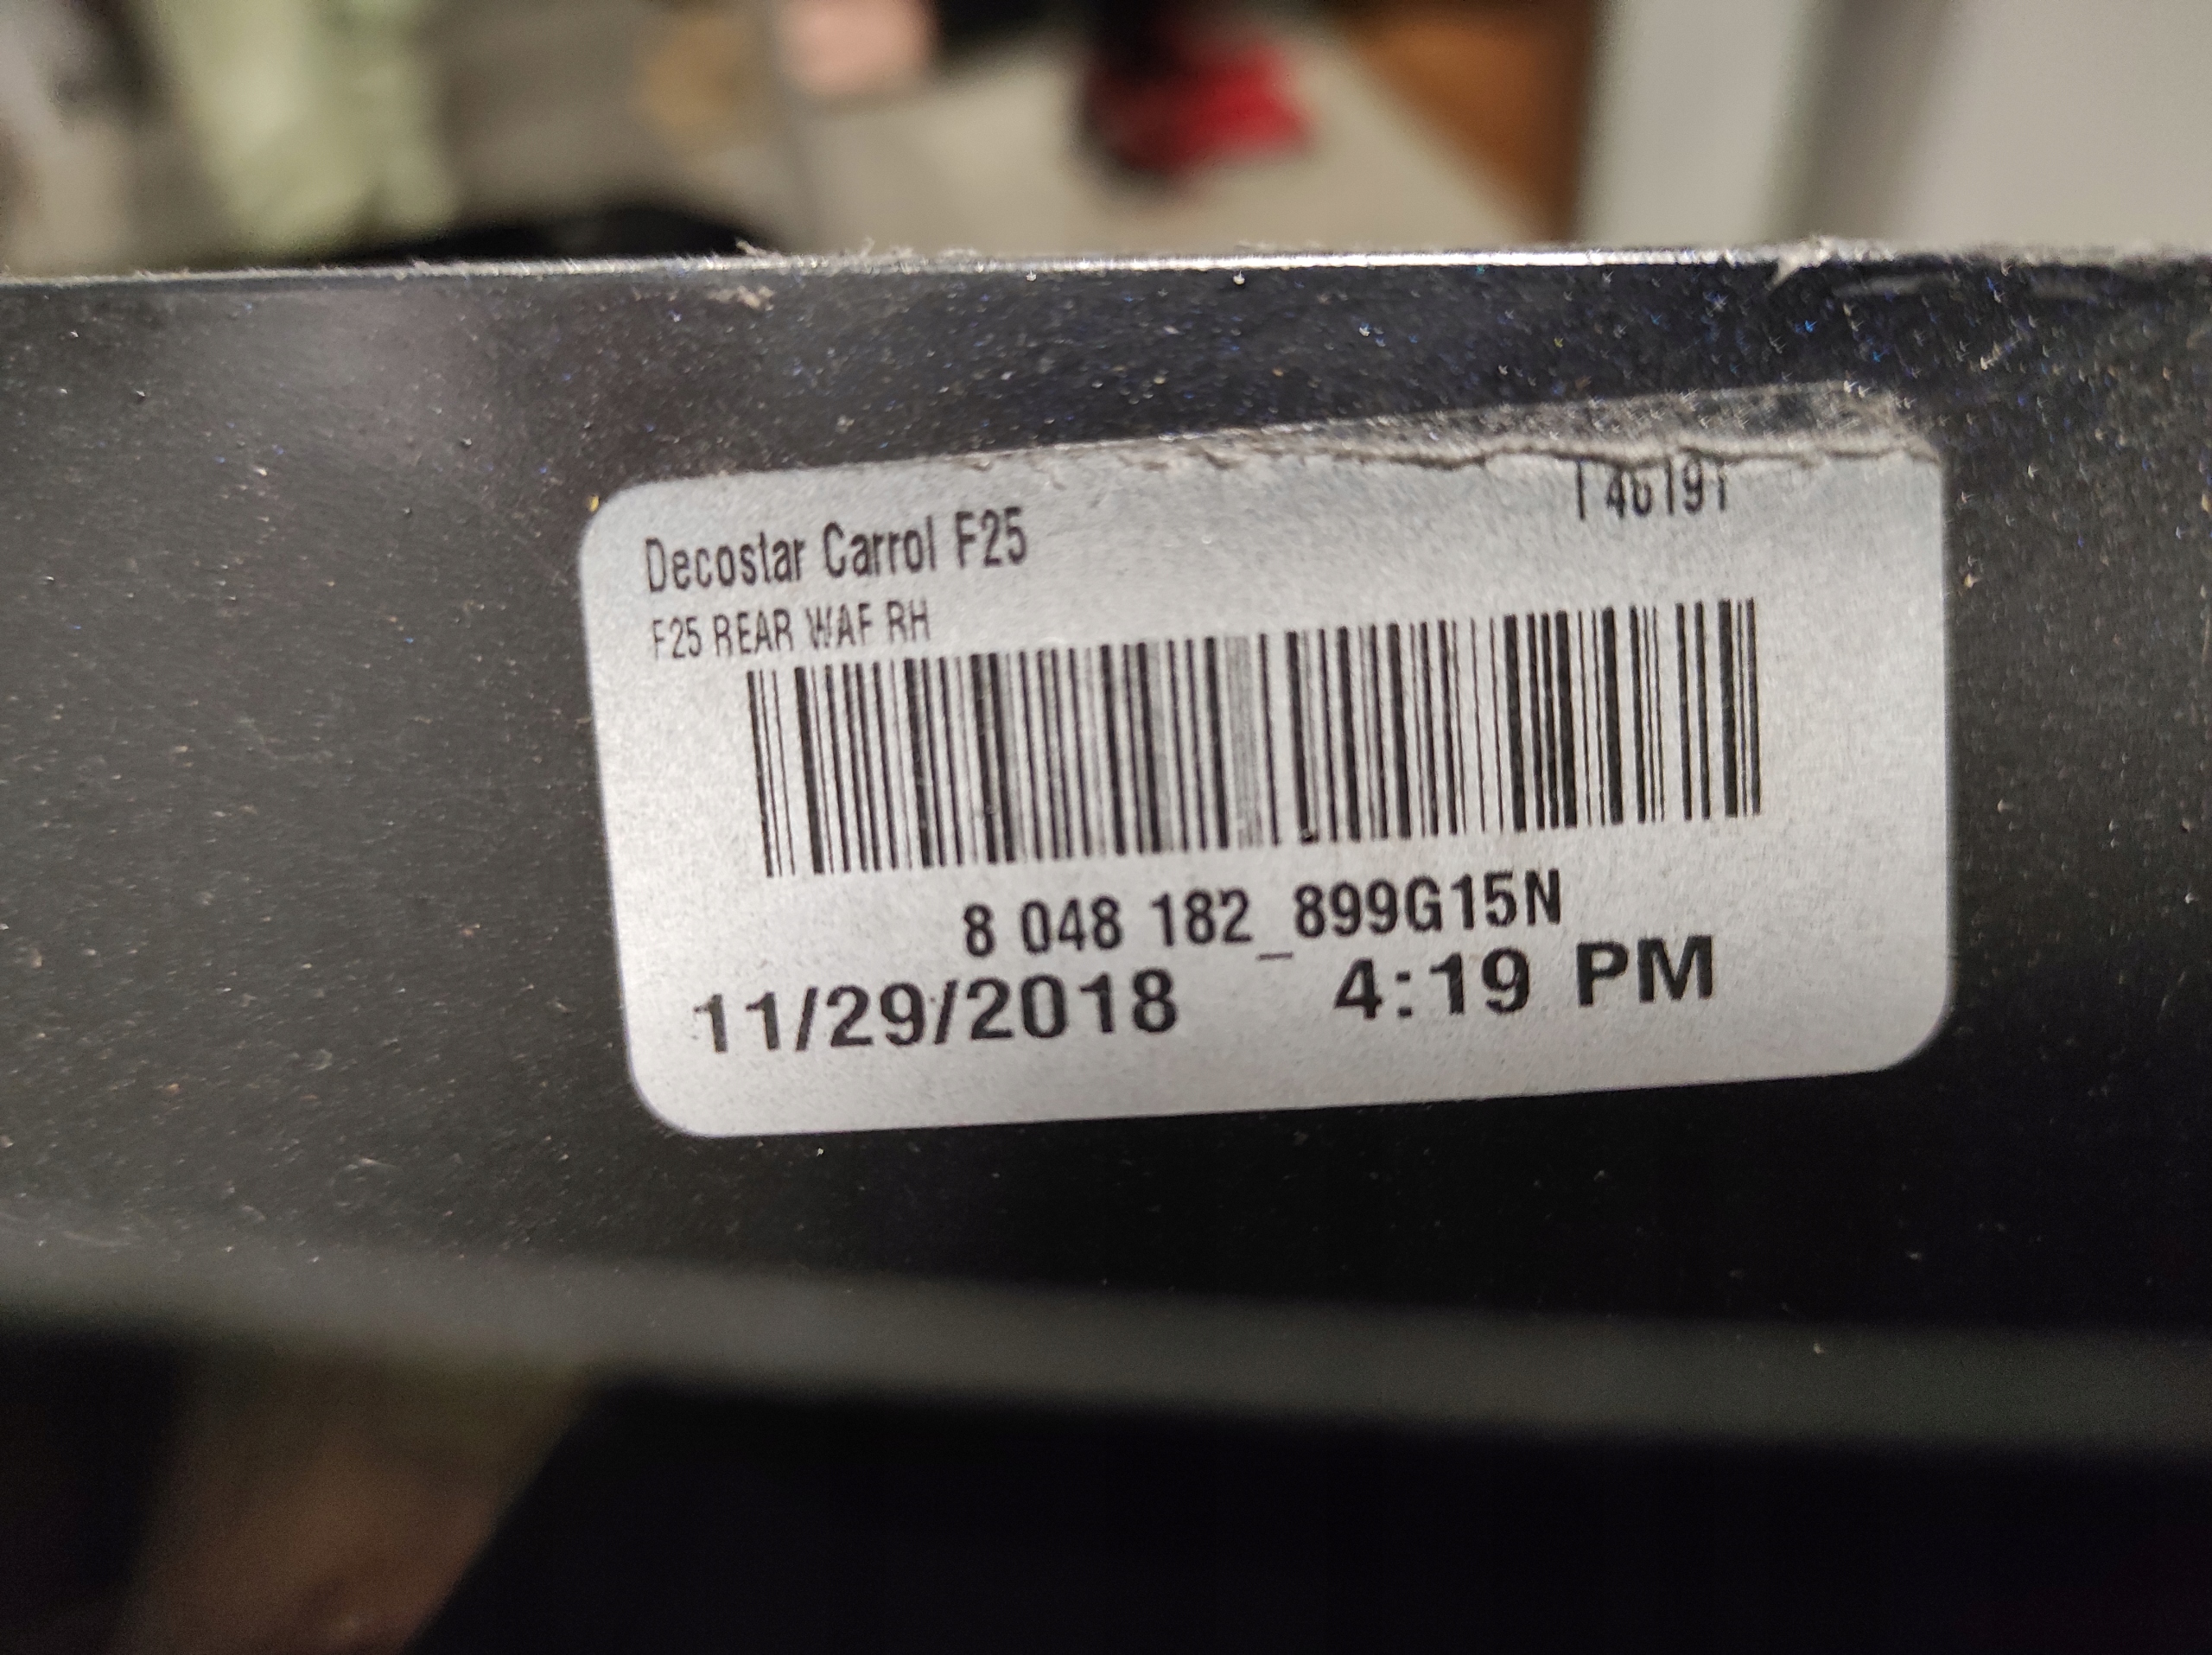 Decostar Carrol F25
F25 REAR WAF RH
8 048 182_899G15N
11/29/2018 4:19 PM